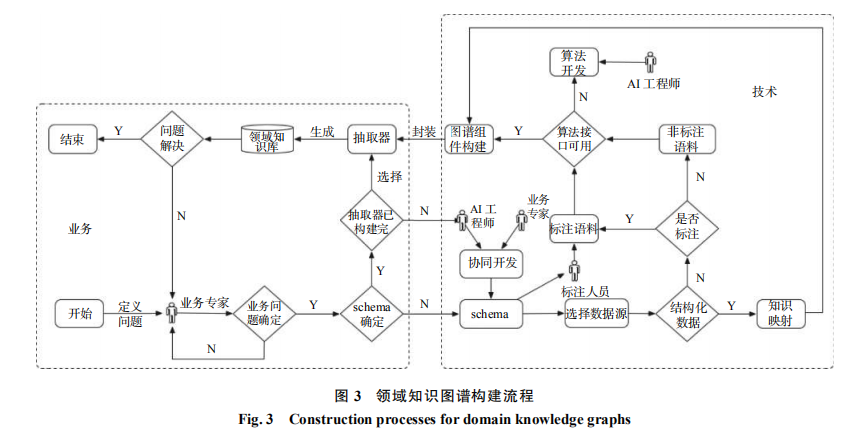 算法
开发
AI 工程师
技术
N
结束
Y
问题
解决
领域知
识库
生成
抽取器
封装
图谱组
件构建
Y
算法接
口可用
非标注
语料
选择
N
业务
N
抽取器已
构建完
N
AI 工
程师
业务
专家
标注语料
Y
是否
标注
协同开发
Y
N
标注人员
开始
定义
问题
业务专家
业务问
题确定
Y
schema
确定
N
schema
选择数据源
结构化
数据
Y
知识
映射
N
图 3 领域知识图谱构建流程
Fig. 3 Construction processes for domain knowledge graphs